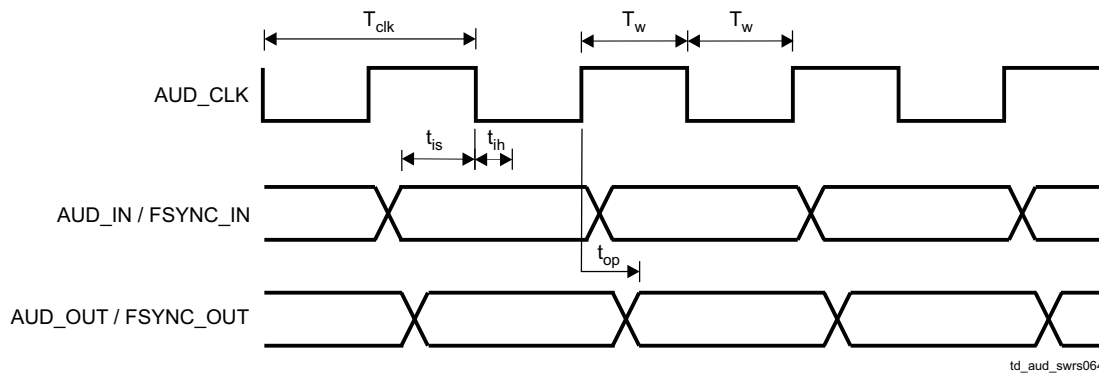 T_clk
T_w T_w
AUD_CLK
t_is t_ih
AUD_IN / FSYNC_IN
t_op
AUD_OUT / FSYNC_OUT
td_aud_swrs064